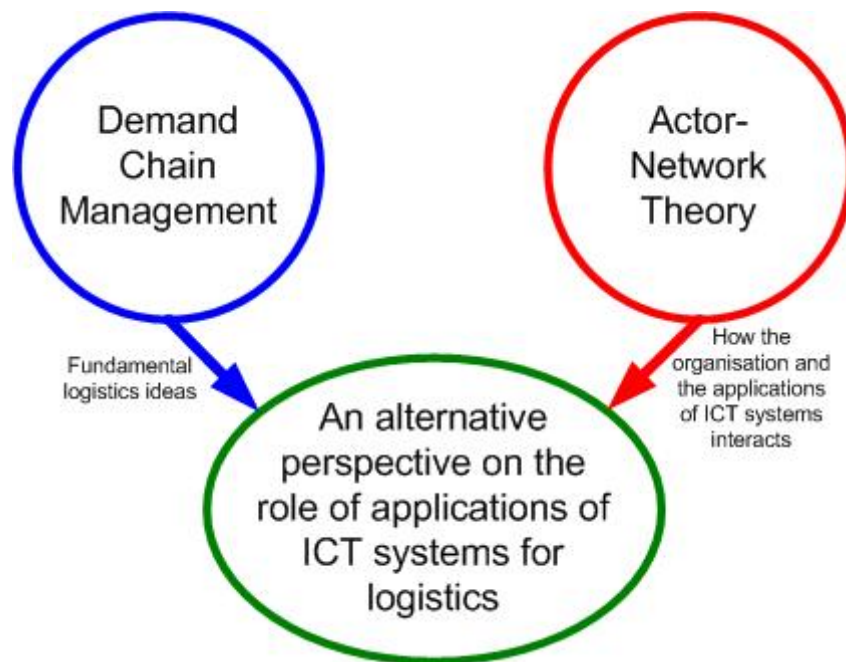 Demand
Chain
Management
Actor-
Network
Theory
Fundamental
logistics ideas
How the
organisation and
the applications
of ICT systems
interacts
An alternative
perspective on the
role of applications of
ICT systems for
logistics